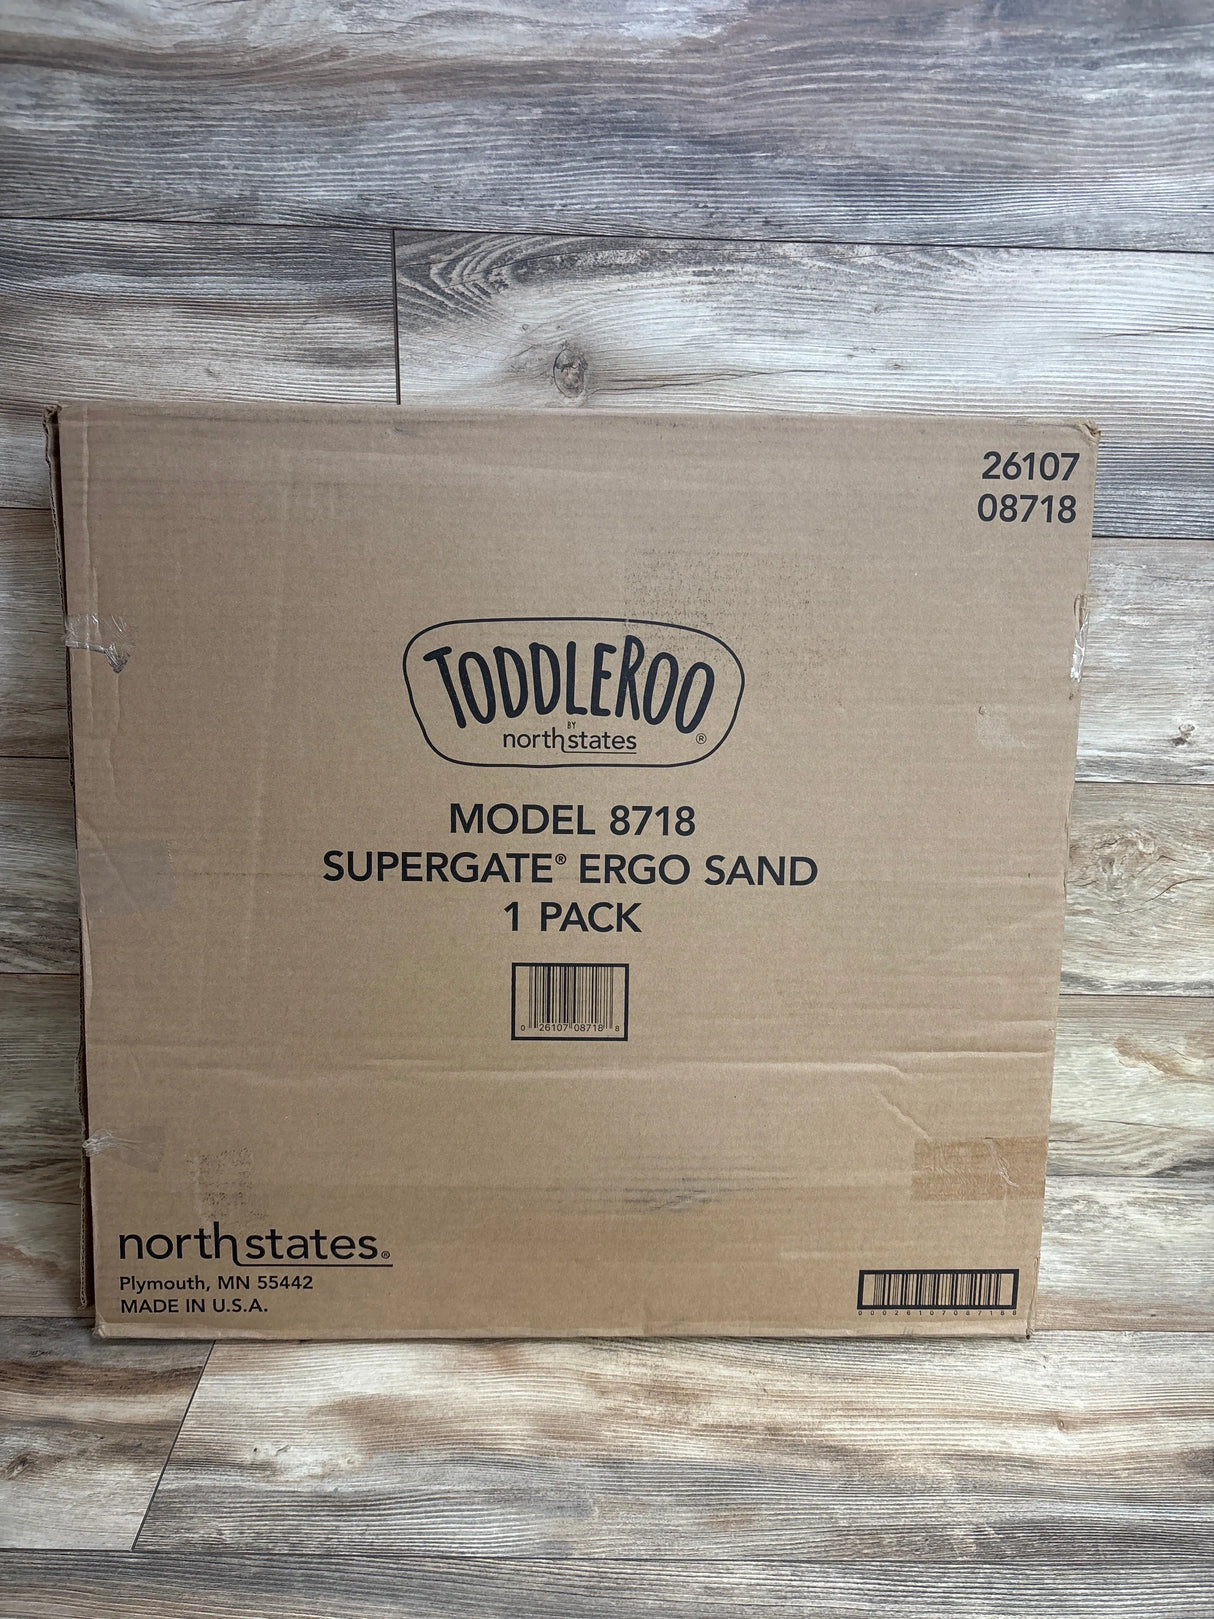 26107
08718
TODDLEROO
BY
northstates
®
MODEL 8718
SUPERGATE® ERGO SAND
1 PACK
0 26107 08718 8
northstates®
Plymouth, MN 55442
MADE IN U.S.A.
00026107087188